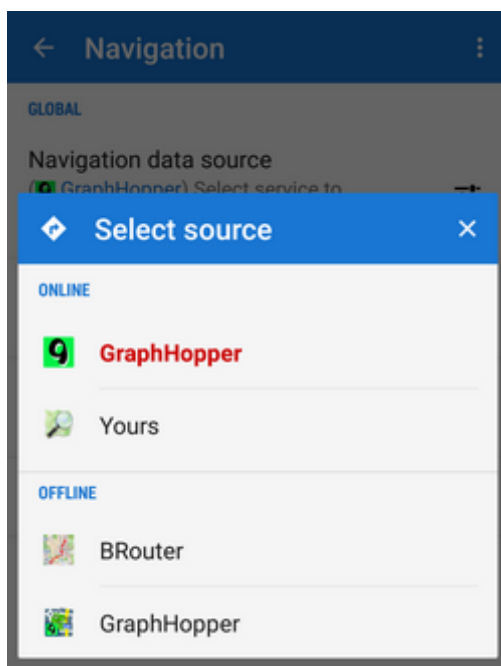 Navigation
GLOBAL
Navigation data source
(GraphHopper) Select service to
Select source
ONLINE
GraphHopper
Yours
OFFLINE
BRouter
GraphHopper